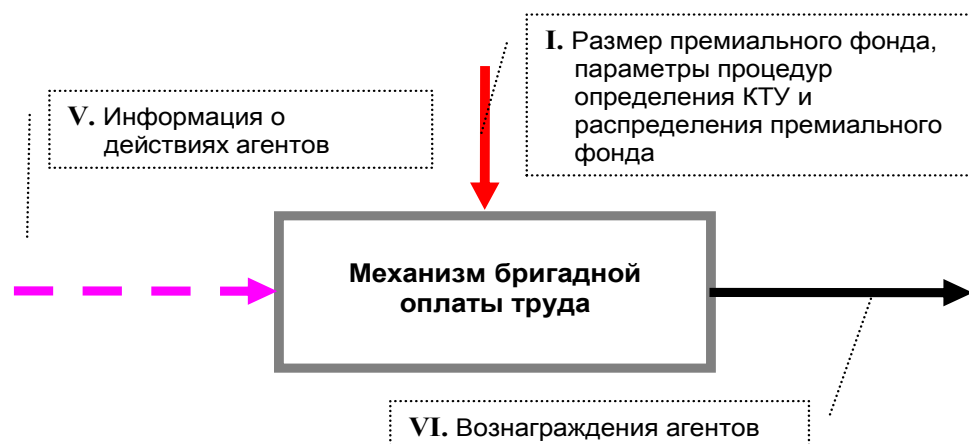 I. Размер премиального фонда,
параметры процедур
определения КТУ и
распределения премиального
фонда
V. Информация о
действиях агентов
Механизм бригадной
оплаты труда
VI. Вознаграждения агентов